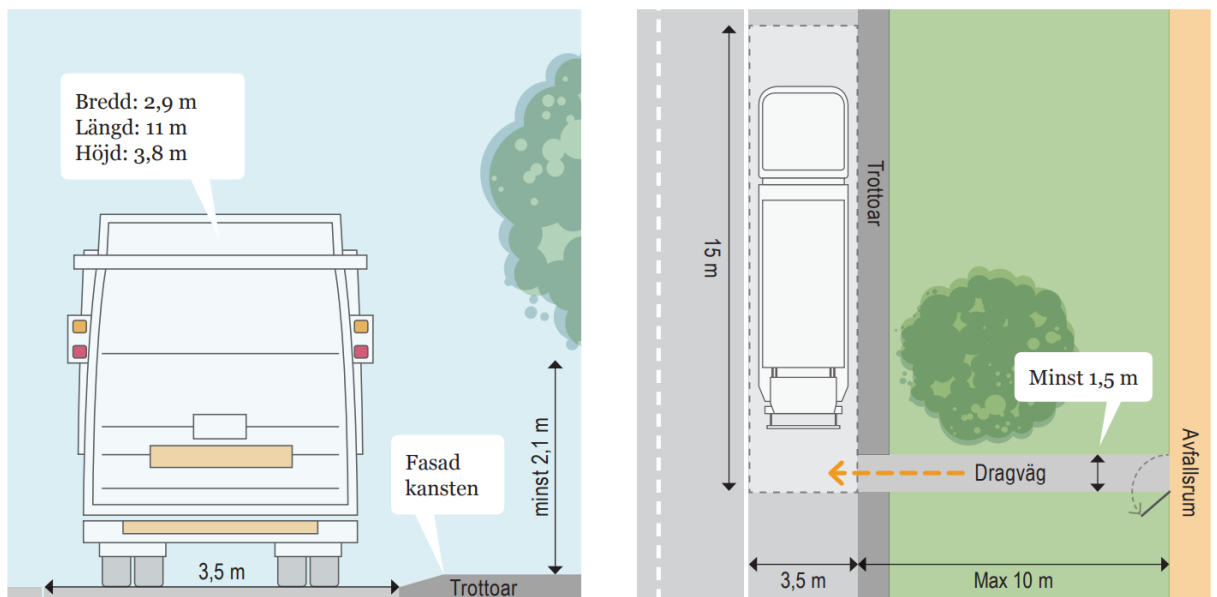 Bredd: 2,9 m
Längd: 11 m
Höjd: 3,8 m
minst 2,1 m
Fasad
kansten
3,5 m
Trottoar
15 m
Trottoar
Minst 1,5 m
Dragväg
Avfallsrum
3,5 m
Max 10 m